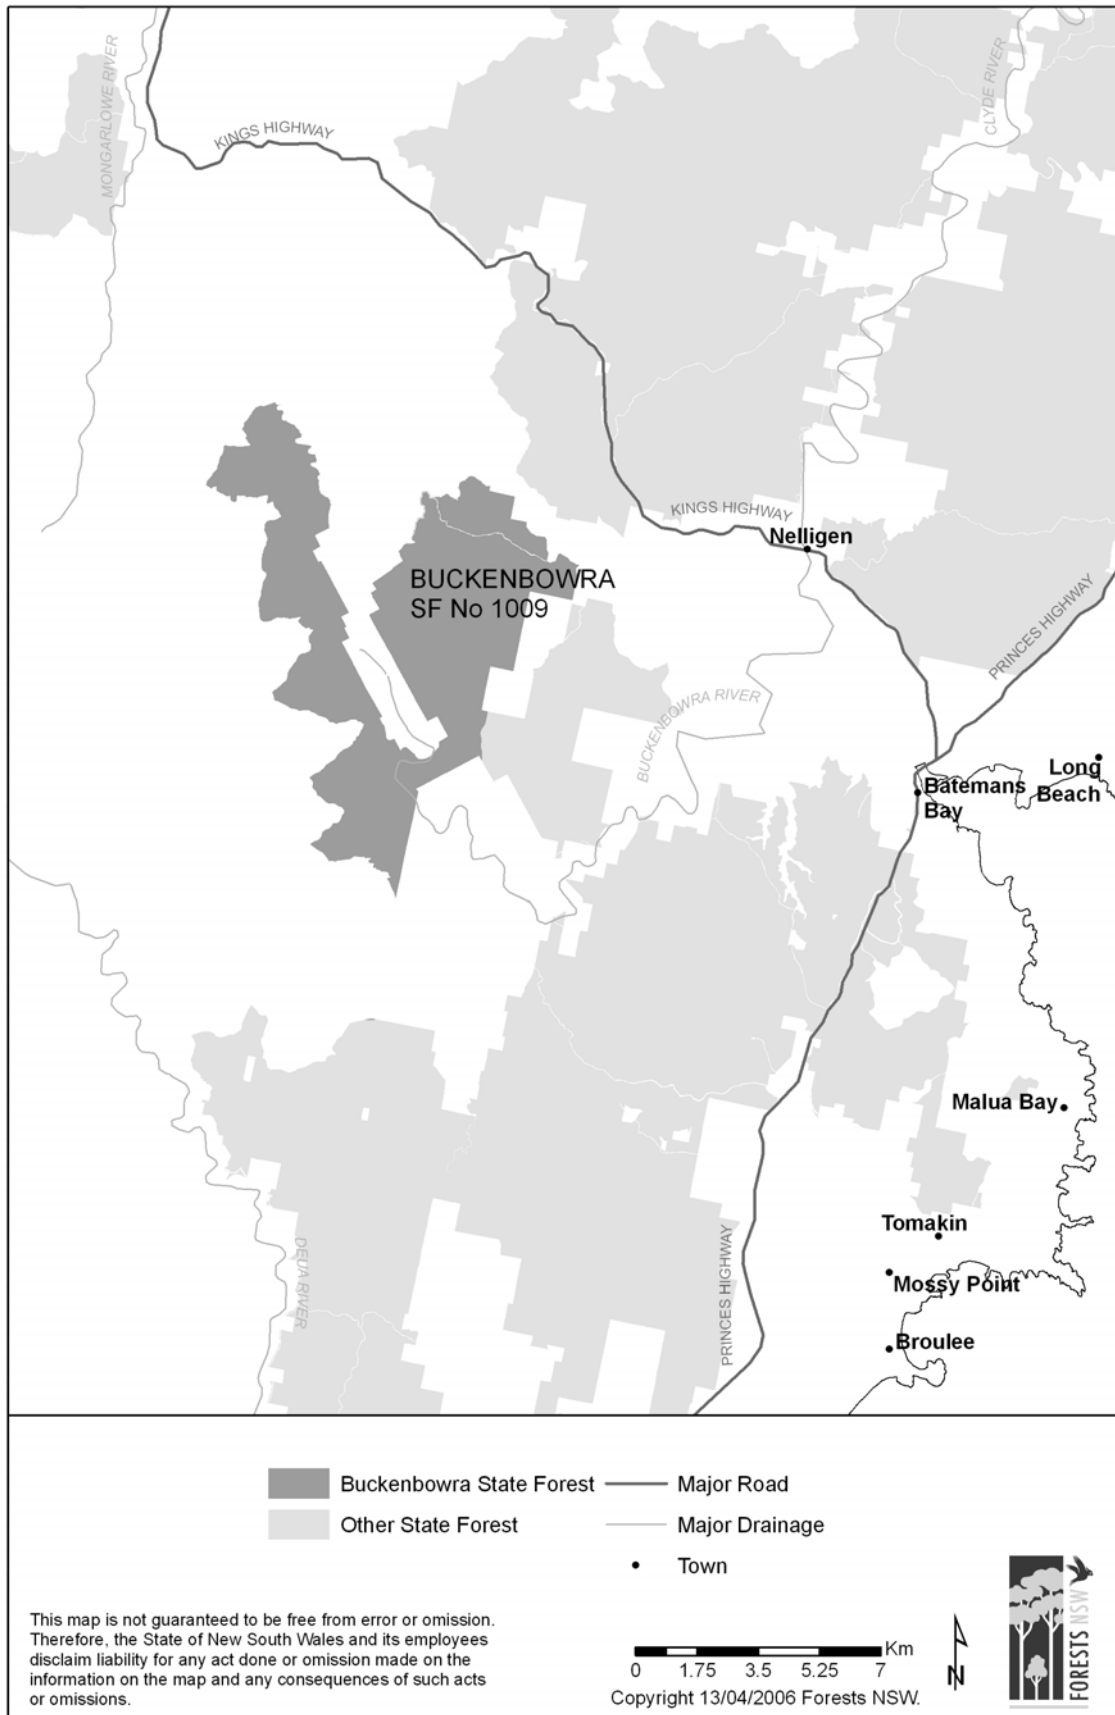 MONGARLOWE RIVER
KINGS HIGHWAY
CLYDE RIVER
KINGS HIGHWAY
Nelligen
BUCKENBOWRA
SF No 1009
PRINCES HIGHWAY
BUCKENBOWRA RIVER
Long
Beach
Batemans
Bay
Malua Bay
Tomakin
Mossy Point
Broulee
DEUA RIVER
PRINCES HIGHWAY
Buckenbowra State Forest
Major Road
Other State Forest
Major Drainage
Town
This map is not guaranteed to be free from error or omission.
Therefore, the State of New South Wales and its employees
disclaim liability for any act done or omission made on the
information on the map and any consequences of such acts
or omissions.
Km
0 1.75 3.5 5.25 7
Copyright 13/04/2006 Forests NSW.
N
FORESTS NSW